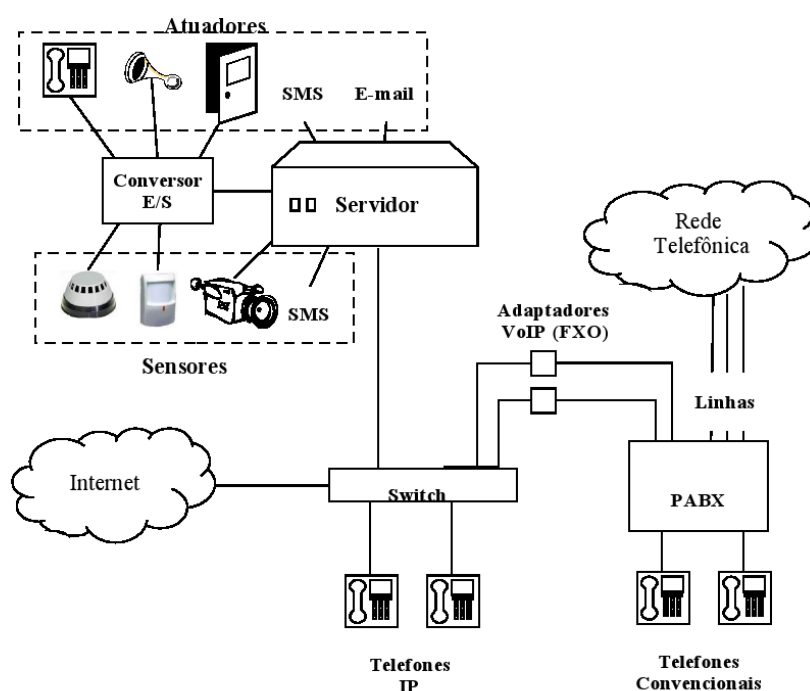 Atuadores
SMS
E-mail
Conversor
E/S
Servidor
Rede
Telefônica
SMS
Sensores
Adaptadores
VoIP (FXO)
Linhas
Internet
Switch
PABX
Telefones
IP
Telefones
Convencionais